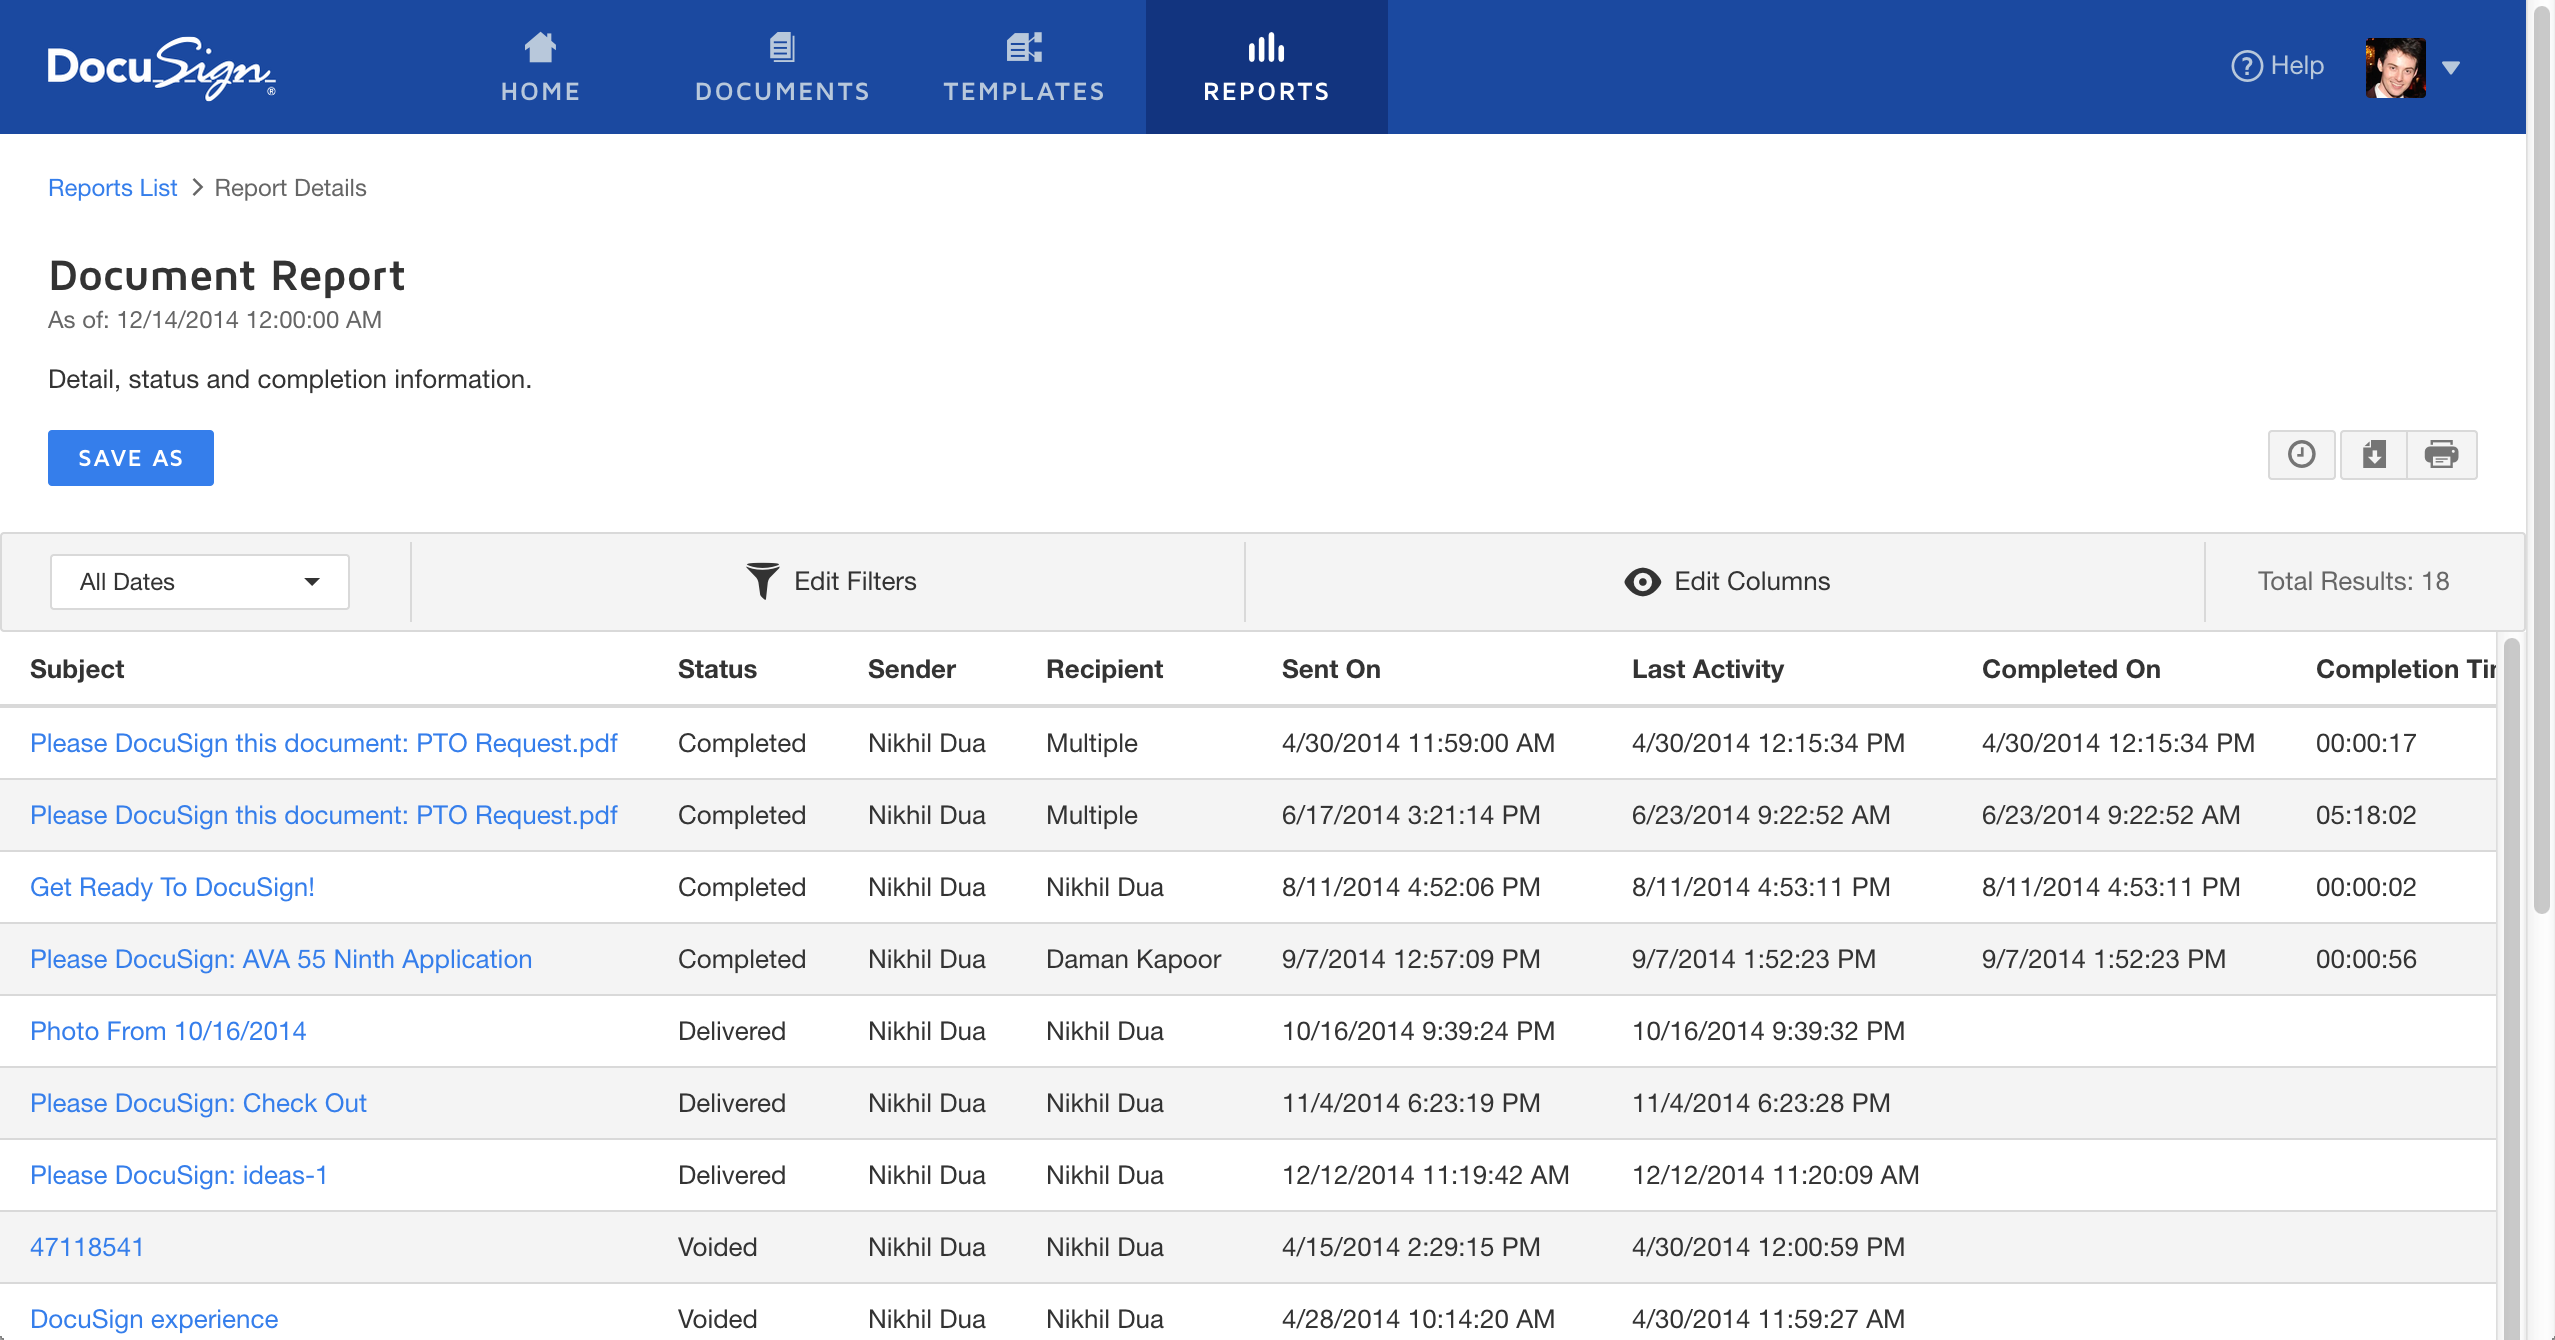 DocuSign®
HOME
DOCUMENTS
TEMPLATES
REPORTS
? Help
Reports List > Report Details
Document Report
As of: 12/14/2014 12:00:00 AM
Detail, status and completion information.
SAVE AS
All Dates
Edit Filters
Edit Columns
Total Results: 18
Subject Status Sender Recipient Sent On Last Activity Completed On Completion Ti
Please DocuSign this document: PTO Request.pdf Completed Nikhil Dua Multiple 4/30/2014 11:59:00 AM 4/30/2014 12:15:34 PM 4/30/2014 12:15:34 PM 00:00:17
Please DocuSign this document: PTO Request.pdf Completed Nikhil Dua Multiple 6/17/2014 3:21:14 PM 6/23/2014 9:22:52 AM 6/23/2014 9:22:52 AM 05:18:02
Get Ready To DocuSign! Completed Nikhil Dua Nikhil Dua 8/11/2014 4:52:06 PM 8/11/2014 4:53:11 PM 8/11/2014 4:53:11 PM 00:00:02
Please DocuSign: AVA 55 Ninth Application Completed Nikhil Dua Daman Kapoor 9/7/2014 12:57:09 PM 9/7/2014 1:52:23 PM 9/7/2014 1:52:23 PM 00:00:56
Photo From 10/16/2014 Delivered Nikhil Dua Nikhil Dua 10/16/2014 9:39:24 PM 10/16/2014 9:39:32 PM
Please DocuSign: Check Out Delivered Nikhil Dua Nikhil Dua 11/4/2014 6:23:19 PM 11/4/2014 6:23:28 PM
Please DocuSign: ideas-1 Delivered Nikhil Dua Nikhil Dua 12/12/2014 11:19:42 AM 12/12/2014 11:20:09 AM
47118541 Voided Nikhil Dua Nikhil Dua 4/15/2014 2:29:15 PM 4/30/2014 12:00:59 PM
DocuSign experience Voided Nikhil Dua Nikhil Dua 4/28/2014 10:14:20 AM 4/30/2014 11:59:27 AM